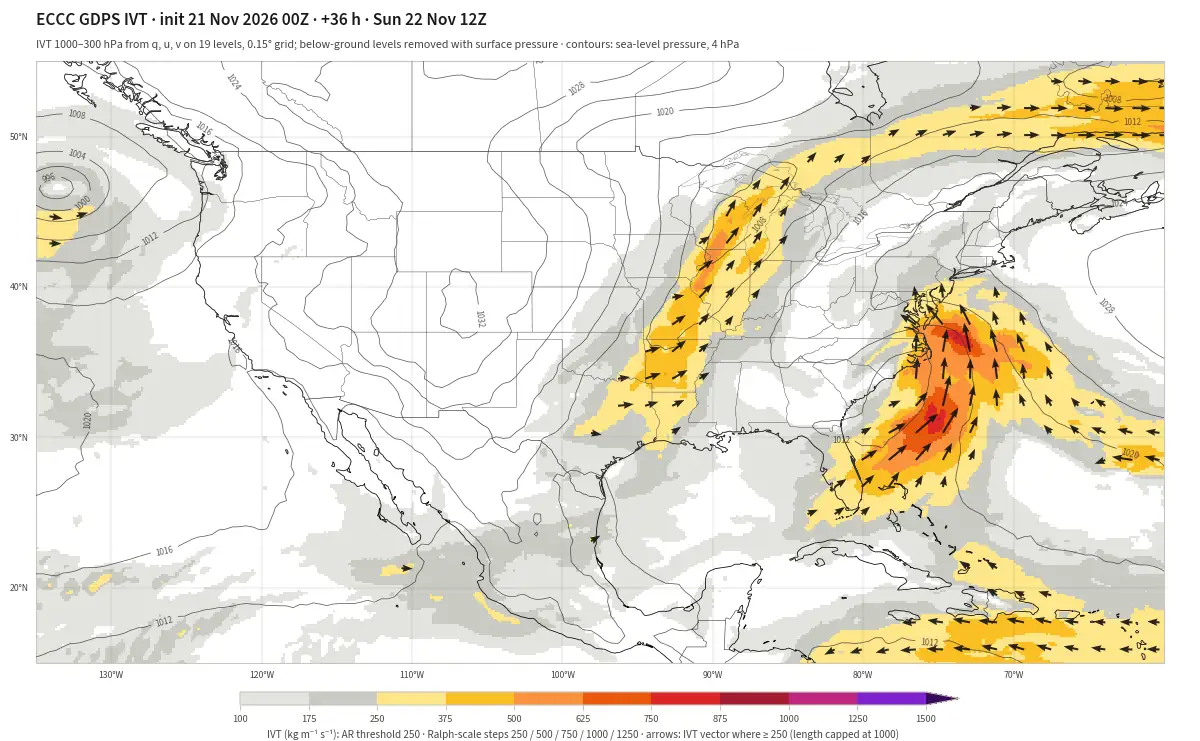 ECCC GDPS IVT · init 21 Nov 2026 00Z · +36 h · Sun 22 Nov 12Z
IVT 1000–300 hPa from q, u, v on 19 levels, 0.15° grid; below-ground levels removed with surface pressure · contours: sea-level pressure, 4 hPa
1024
1028
1020
1008
1016
1004
996
1000
1012
1008
1012
1008
1016
102
1028
1032
1016
1020
1012
1020
1016
1012
1012
50°N
40°N
30°N
20°N
130°W 120°W 110°W 100°W 90°W 80°W 70°W
100 175 250 375 500 625 750 875 1000 1250 1500
IVT (kg m⁻¹ s⁻¹): AR threshold 250 · Ralph-scale steps 250 / 500 / 750 / 1000 / 1250 · arrows: IVT vector where ≥ 250 (length capped at 1000)